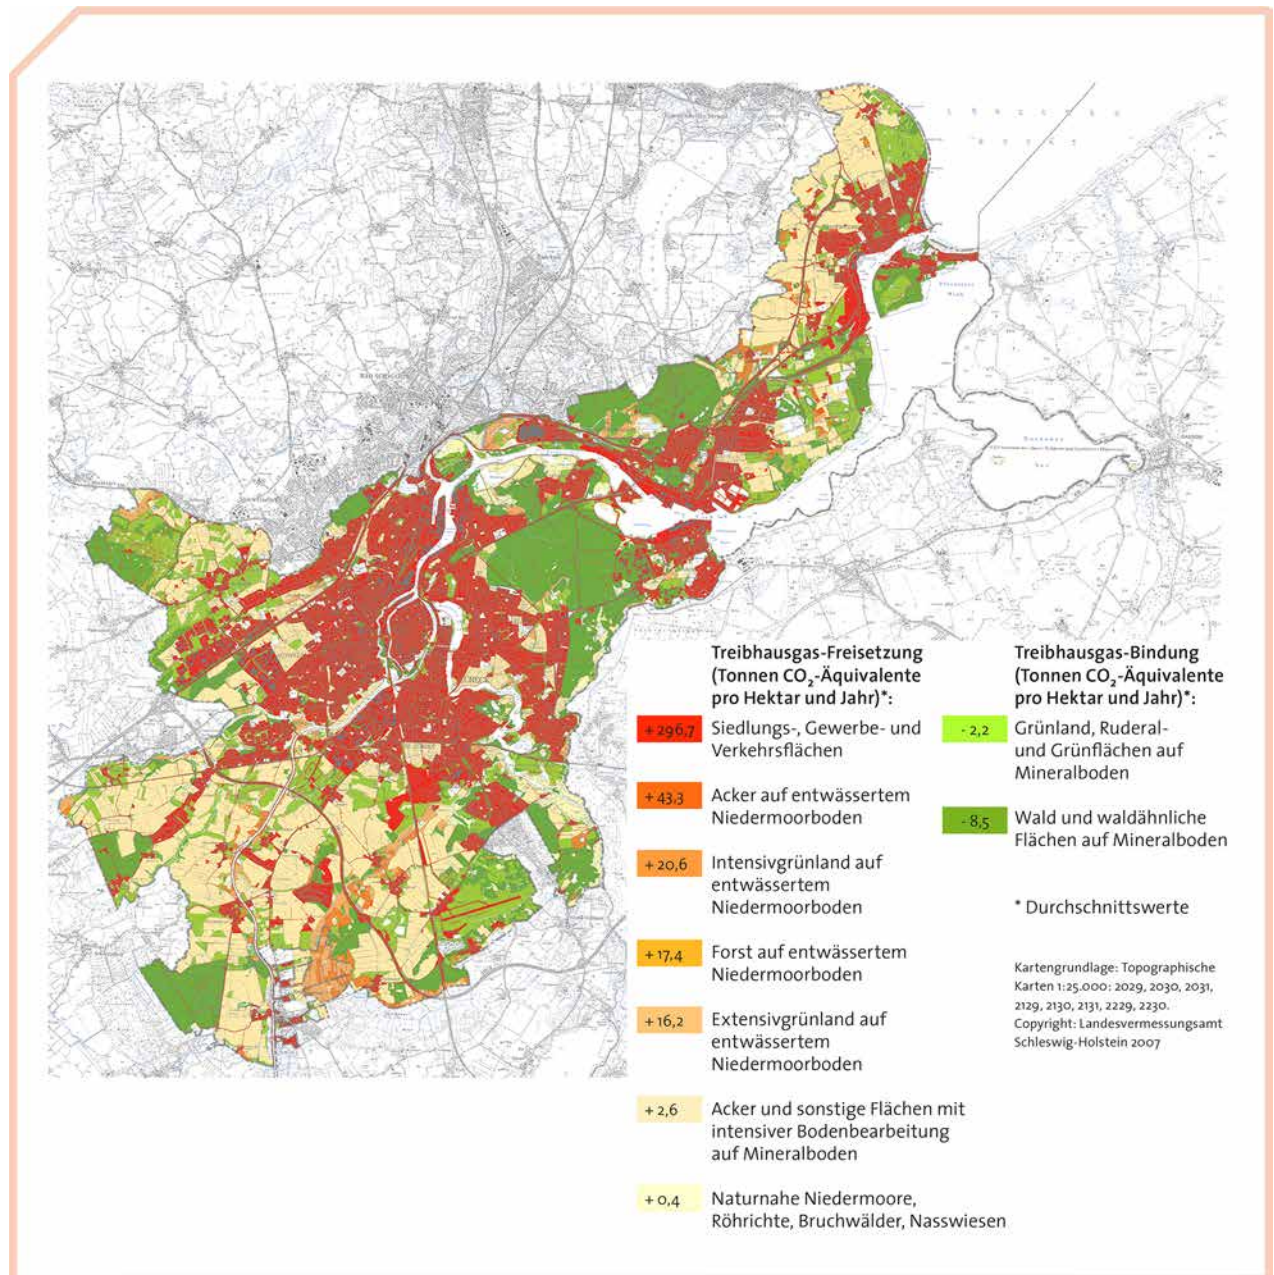 Treibhausgas-Freisetzung
(Tonnen CO₂-Äquivalente
pro Hektar und Jahr)*:
+ 296,7 Siedlungs-, Gewerbe- und
Verkehrsflächen
+ 43,3 Acker auf entwässertem
Niedermoorboden
+ 20,6 Intensivgrünland auf
entwässertem
Niedermoorboden
+ 17,4 Forst auf entwässertem
Niedermoorboden
+ 16,2 Extensivgrünland auf
entwässertem
Niedermoorboden
+ 2,6 Acker und sonstige Flächen mit
intensiver Bodenbearbeitung
auf Mineralboden
+ 0,4 Naturnahe Niedermoore,
Röhrichte, Bruchwälder, Nasswiesen
Treibhausgas-Bindung
(Tonnen CO₂-Äquivalente
pro Hektar und Jahr)*:
- 2,2 Grünland, Ruderal-
und Grünflächen auf
Mineralboden
- 8,5 Wald und waldähnliche
Flächen auf Mineralboden
* Durchschnittswerte
Kartengrundlage: Topographische
Karten 1:25.000: 2029, 2030, 2031,
2129, 2130, 2131, 2229, 2230.
Copyright: Landesvermessungsamt
Schleswig-Holstein 2007